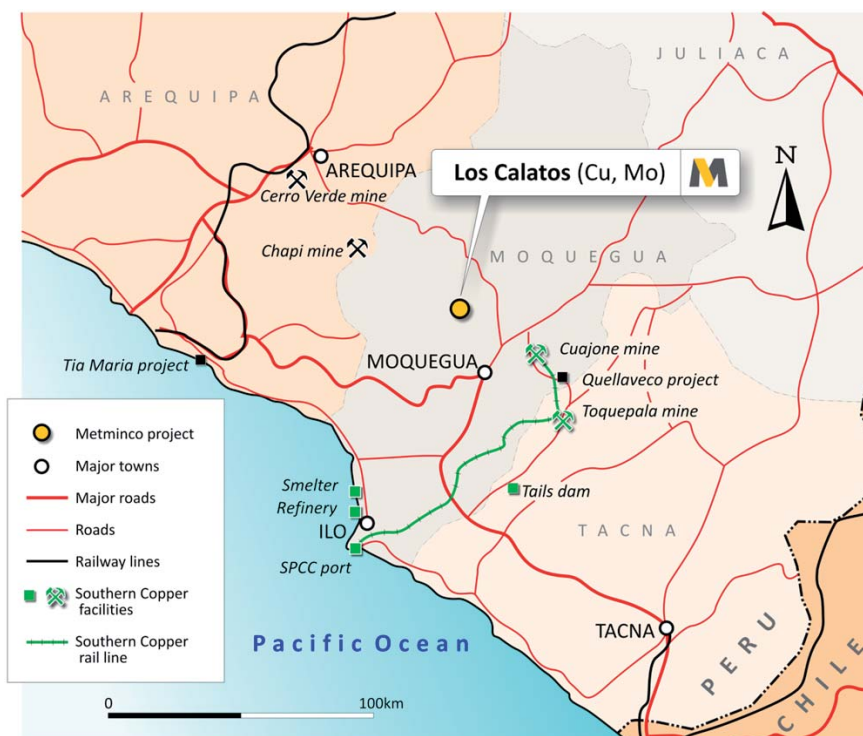 JULIACA
AREQUIPA
AREQUIPA
Cerro Verde mine
Los Calatos (Cu, Mo)
N
Chapi mine
MOQUEGUA
Tia Maria project
MOQUEGUA
Cuajone mine
Quellaveco project
Toquepala mine
Metminco project
Major towns
Major roads
Roads
Railway lines
Southern Copper
facilities
Southern Copper
rail line
Smelter
Refinery
ILO
SPCC port
Tails dam
TACNA
TACNA
PERU
CHILE
Pacific Ocean
0 100km